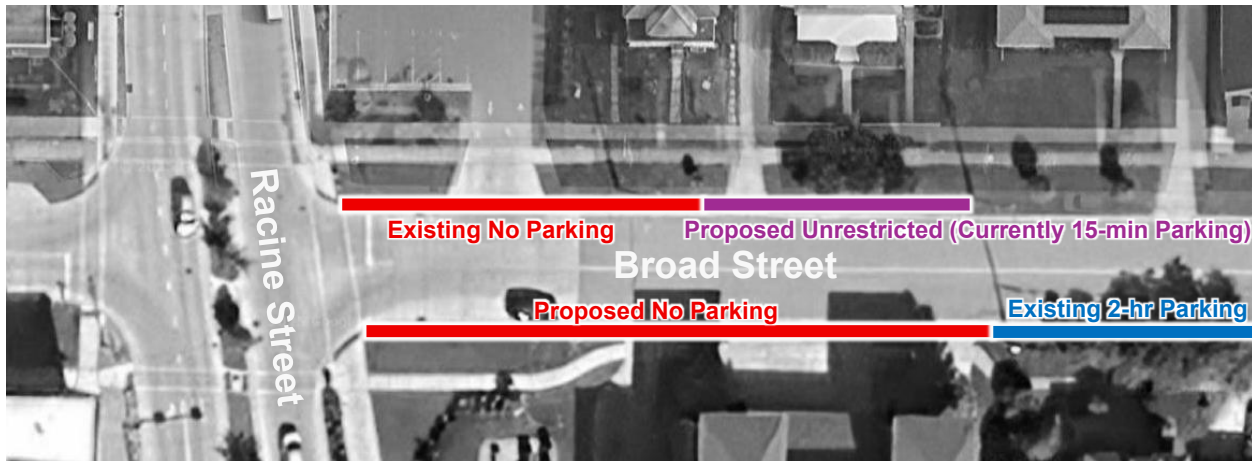 Racine Street
Existing No Parking
Proposed Unrestricted (Currently 15-min Parking)
Broad Street
Proposed No Parking
Existing 2-hr Parking